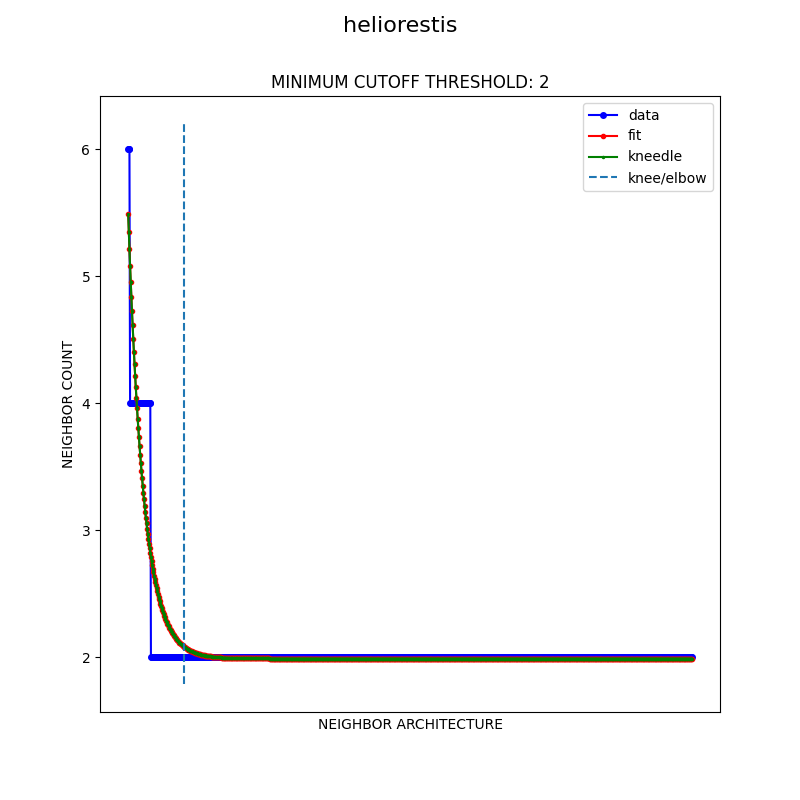 heliorestis
MINIMUM CUTOFF THRESHOLD: 2
data
fit
kneedle
knee/elbow
6
5
4
3
2
NEIGHBOR COUNT
NEIGHBOR ARCHITECTURE